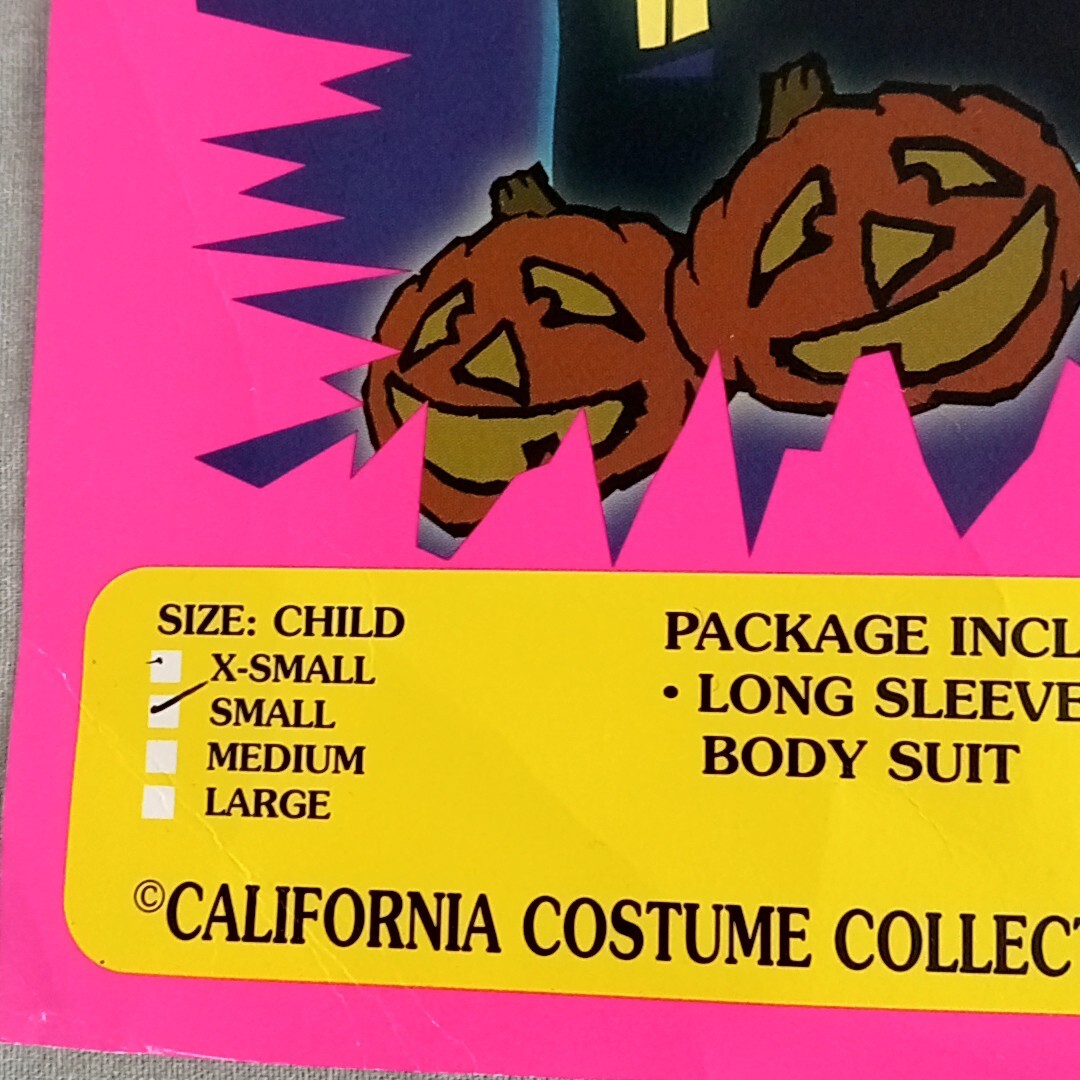 SIZE: CHILD
X-SMALL
SMALL
MEDIUM
LARGE
PACKAGE INCL
• LONG SLEEVE
BODY SUIT
©CALIFORNIA COSTUME COLLECT